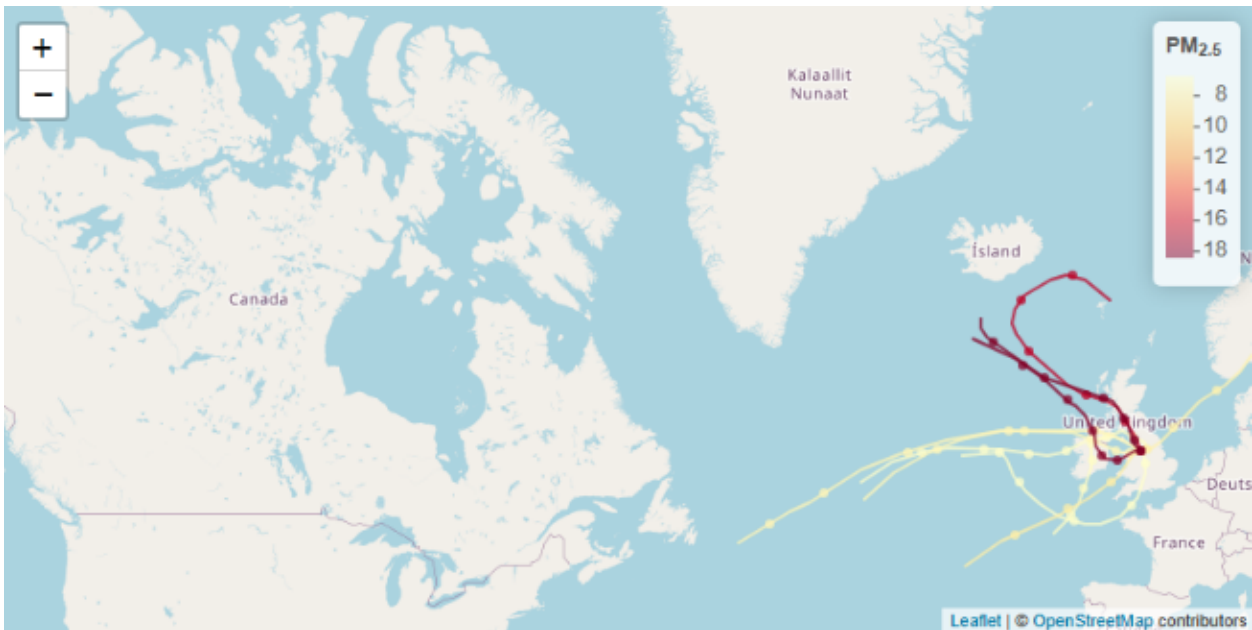 +
−
PM2.5
8
10
12
14
16
18
Kalaallit
Nunaat
Ísland
Canada
United Kingdom
Deuts
France
N
Leaflet | © OpenStreetMap contributors